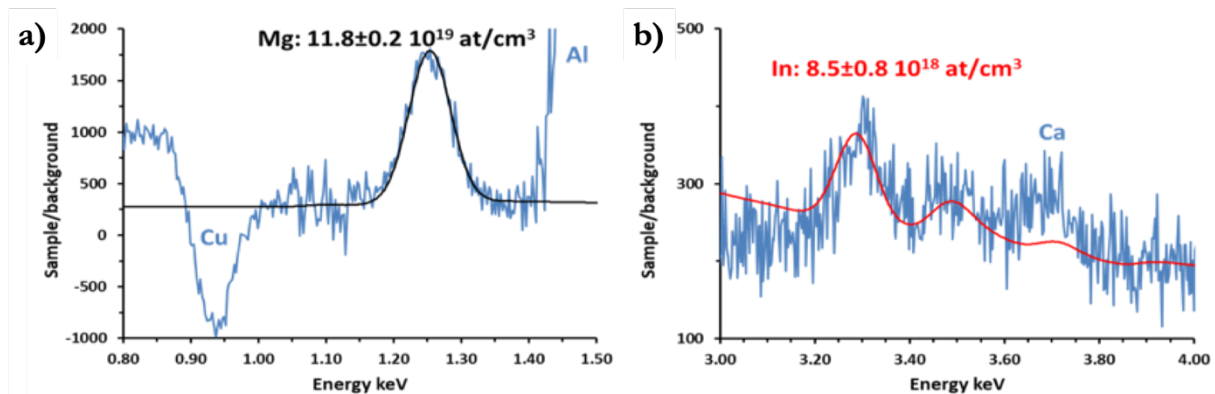 a)
Mg: 11.8±0.2 10¹⁹ at/cm³
Al
Cu
Sample/background
2000
1500
1000
500
0
-500
-1000
0.80 0.90 1.00 1.10 1.20 1.30 1.40 1.50
Energy keV
b)
In: 8.5±0.8 10¹⁸ at/cm³
Ca
Sample/background
500
300
100
3.00 3.20 3.40 3.60 3.80 4.00
Energy keV